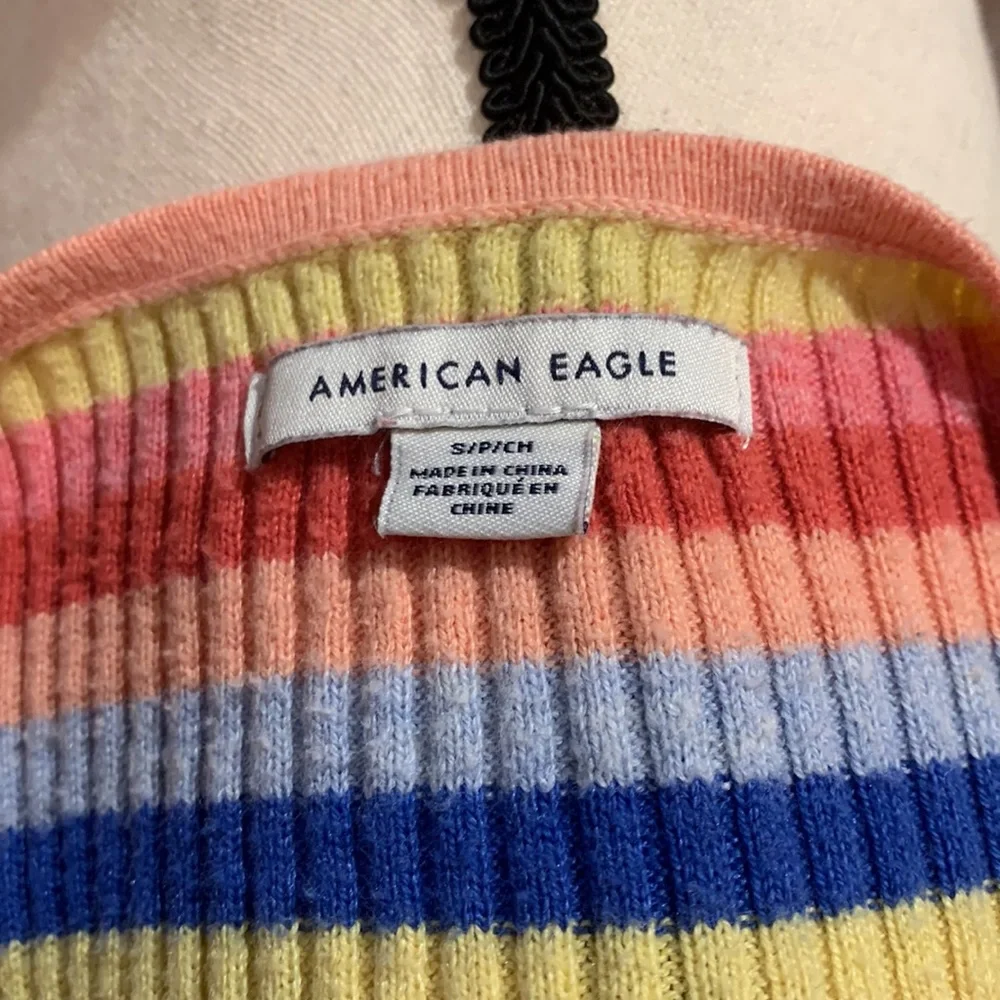 AMERICAN EAGLE
S/P/CH
MADE IN CHINA
FABRIQUÉ EN
CHINE